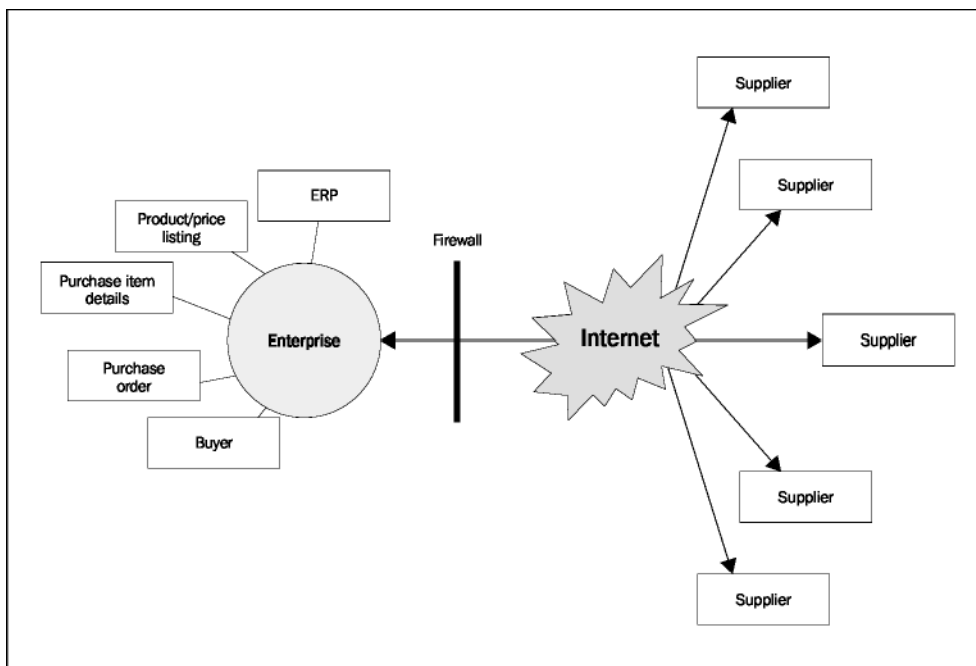 Supplier
Supplier
ERP
Product/price
listing
Firewall
Purchase item
details
Enterprise
Internet
Supplier
Purchase
order
Buyer
Supplier
Supplier